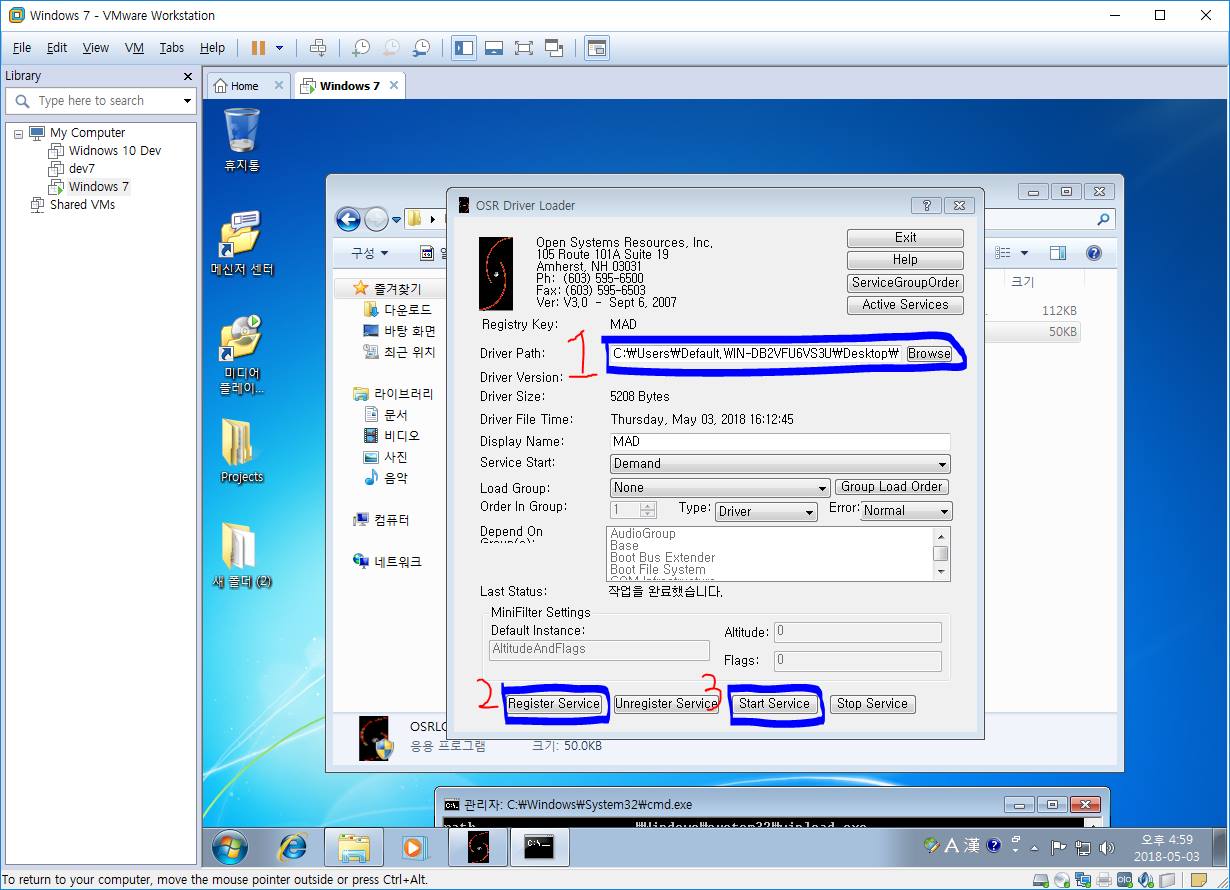 Windows 7 - VMware Workstation
File Edit View VM Tabs Help
Library
Type here to search
My Computer
Widnows 10 Dev
dev7
Windows 7
Shared VMs
Home
Windows 7
휴지통
메신저 센터
미디어
플레이...
Projects
새 폴더 (2)
구성
즐겨찾기
다운로드
바탕 화면
최근 위치
라이브러리
문서
비디오
사진
음악
컴퓨터
네트워크
크기
112KB
50KB
OSR Driver Loader
Open Systems Resources, Inc.
105 Route 101A Suite 19
Amherst, NH 03031
Ph: (603) 595-6500
Fax: (603) 595-6503
Ver: V3.0 - Sept 6, 2007
Exit
Help
ServiceGroupOrder
Active Services
Registry Key: MAD
1
Driver Path: C:₩Users₩Default.WIN-DB2VFU6VS3U₩Desktop₩ Browse
Driver Version:
Driver Size: 5208 Bytes
Driver File Time: Thursday, May 03, 2018 16:12:45
Display Name: MAD
Service Start: Demand
Load Group: None Group Load Order
Order In Group: 1 Type: Driver Error: Normal
Depend On
Group(s):
AudioGroup
Base
Boot Bus Extender
Boot File System
COM Infrastructure
Last Status: 작업을 완료했습니다.
MiniFilter Settings
Default Instance:
AltitudeAndFlags
Altitude: 0
Flags: 0
2 3
Register Service Unregister Service Start Service Stop Service
응용 프로그램 크기: 50.0KB
관리자: C:₩Windows₩System32₩cmd.exe
path ₩Windows₩system32₩winload.exe
A 漢
오후 4:59
2018-05-03
To return to your computer, move the mouse pointer outside or press Ctrl+Alt.